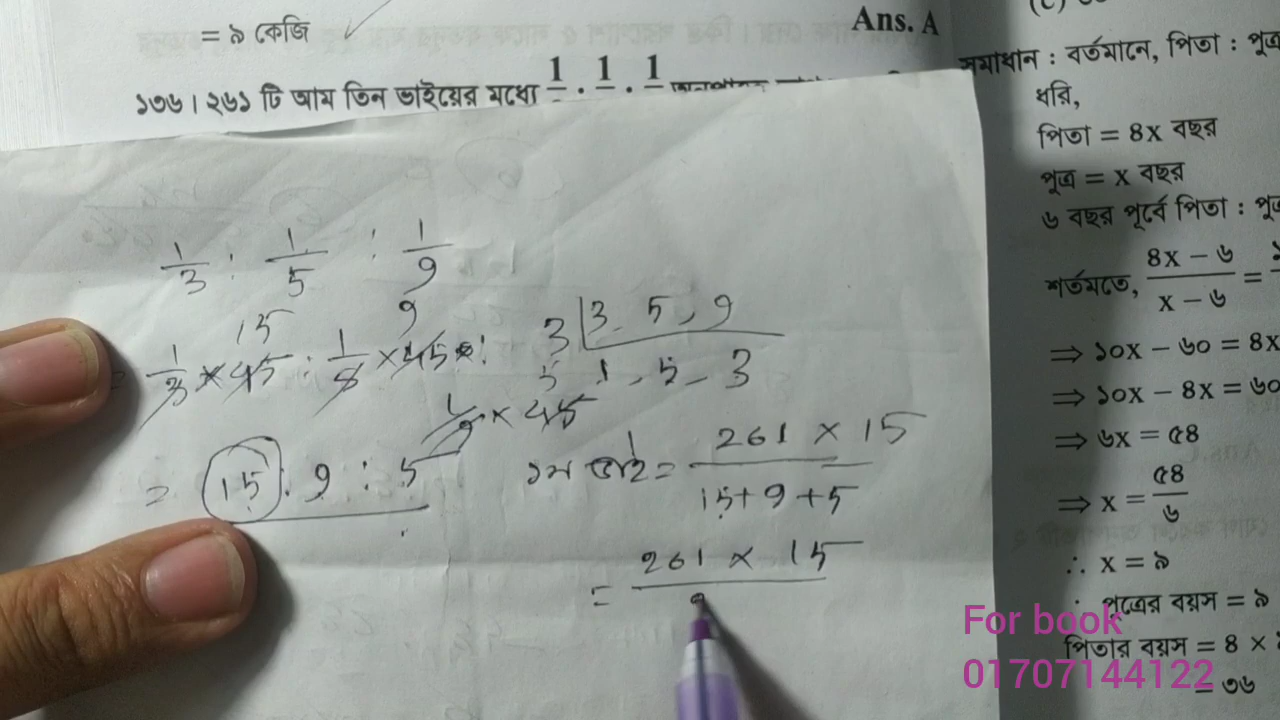 = ৯ কেজি
Ans. A
১৩৬। ২৬১ টি আম তিন ভাইয়ের মধ্যে 1 : 1 : 1
1/3 : 1/5 : 1/9
15 9
= 1/3 × 45 : 1/5 × 45 :
1/9 × 45
= 15 : 9 : 5
3 | 3, 5, 9
1, 5, 3
১ম ভাই = 261 × 15 / 15+9+5
= 261 × 15
সমাধান : বর্তমানে, পিতা :
ধরি,
পিতা = 8x বছর
পুত্র = x বছর
৬ বছর পূর্বে পিতা :
শর্তমতে, 8x − ৬ / x − ৬ =
⇒ ১০x − ৬০ = 8x
⇒ ১০x − 8x = ৬০
⇒ ৬x = ৫৪
⇒ x = ৫৪/৬
∴ x = ৯
∴ পুত্রের বয়স = ৯
পিতার বয়স = 8 ×
= ৩৬
For book
01707144122